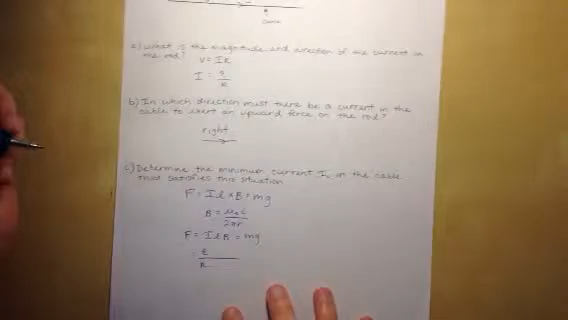 Cable
a) What is the magnitude and direction of the current in
the rod? V = IR
I = ε/R
b) In which direction must there be a current in the
cable to exert an upward force on the rod?
right
c) Determine the minimum current I꜀ in the cable
that satisfies this situation
F = Il × B = mg
B = μ₀I/2πr
F = IlB = mg
= ε/R